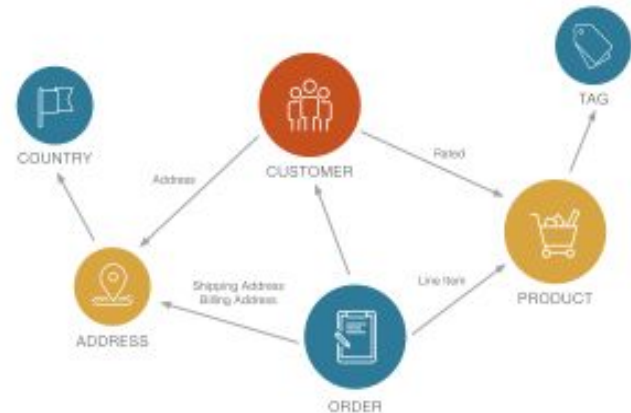 TAG
COUNTRY
CUSTOMER
Rated
Address
Shipping Address
Billing Address
Line Item
PRODUCT
ADDRESS
ORDER